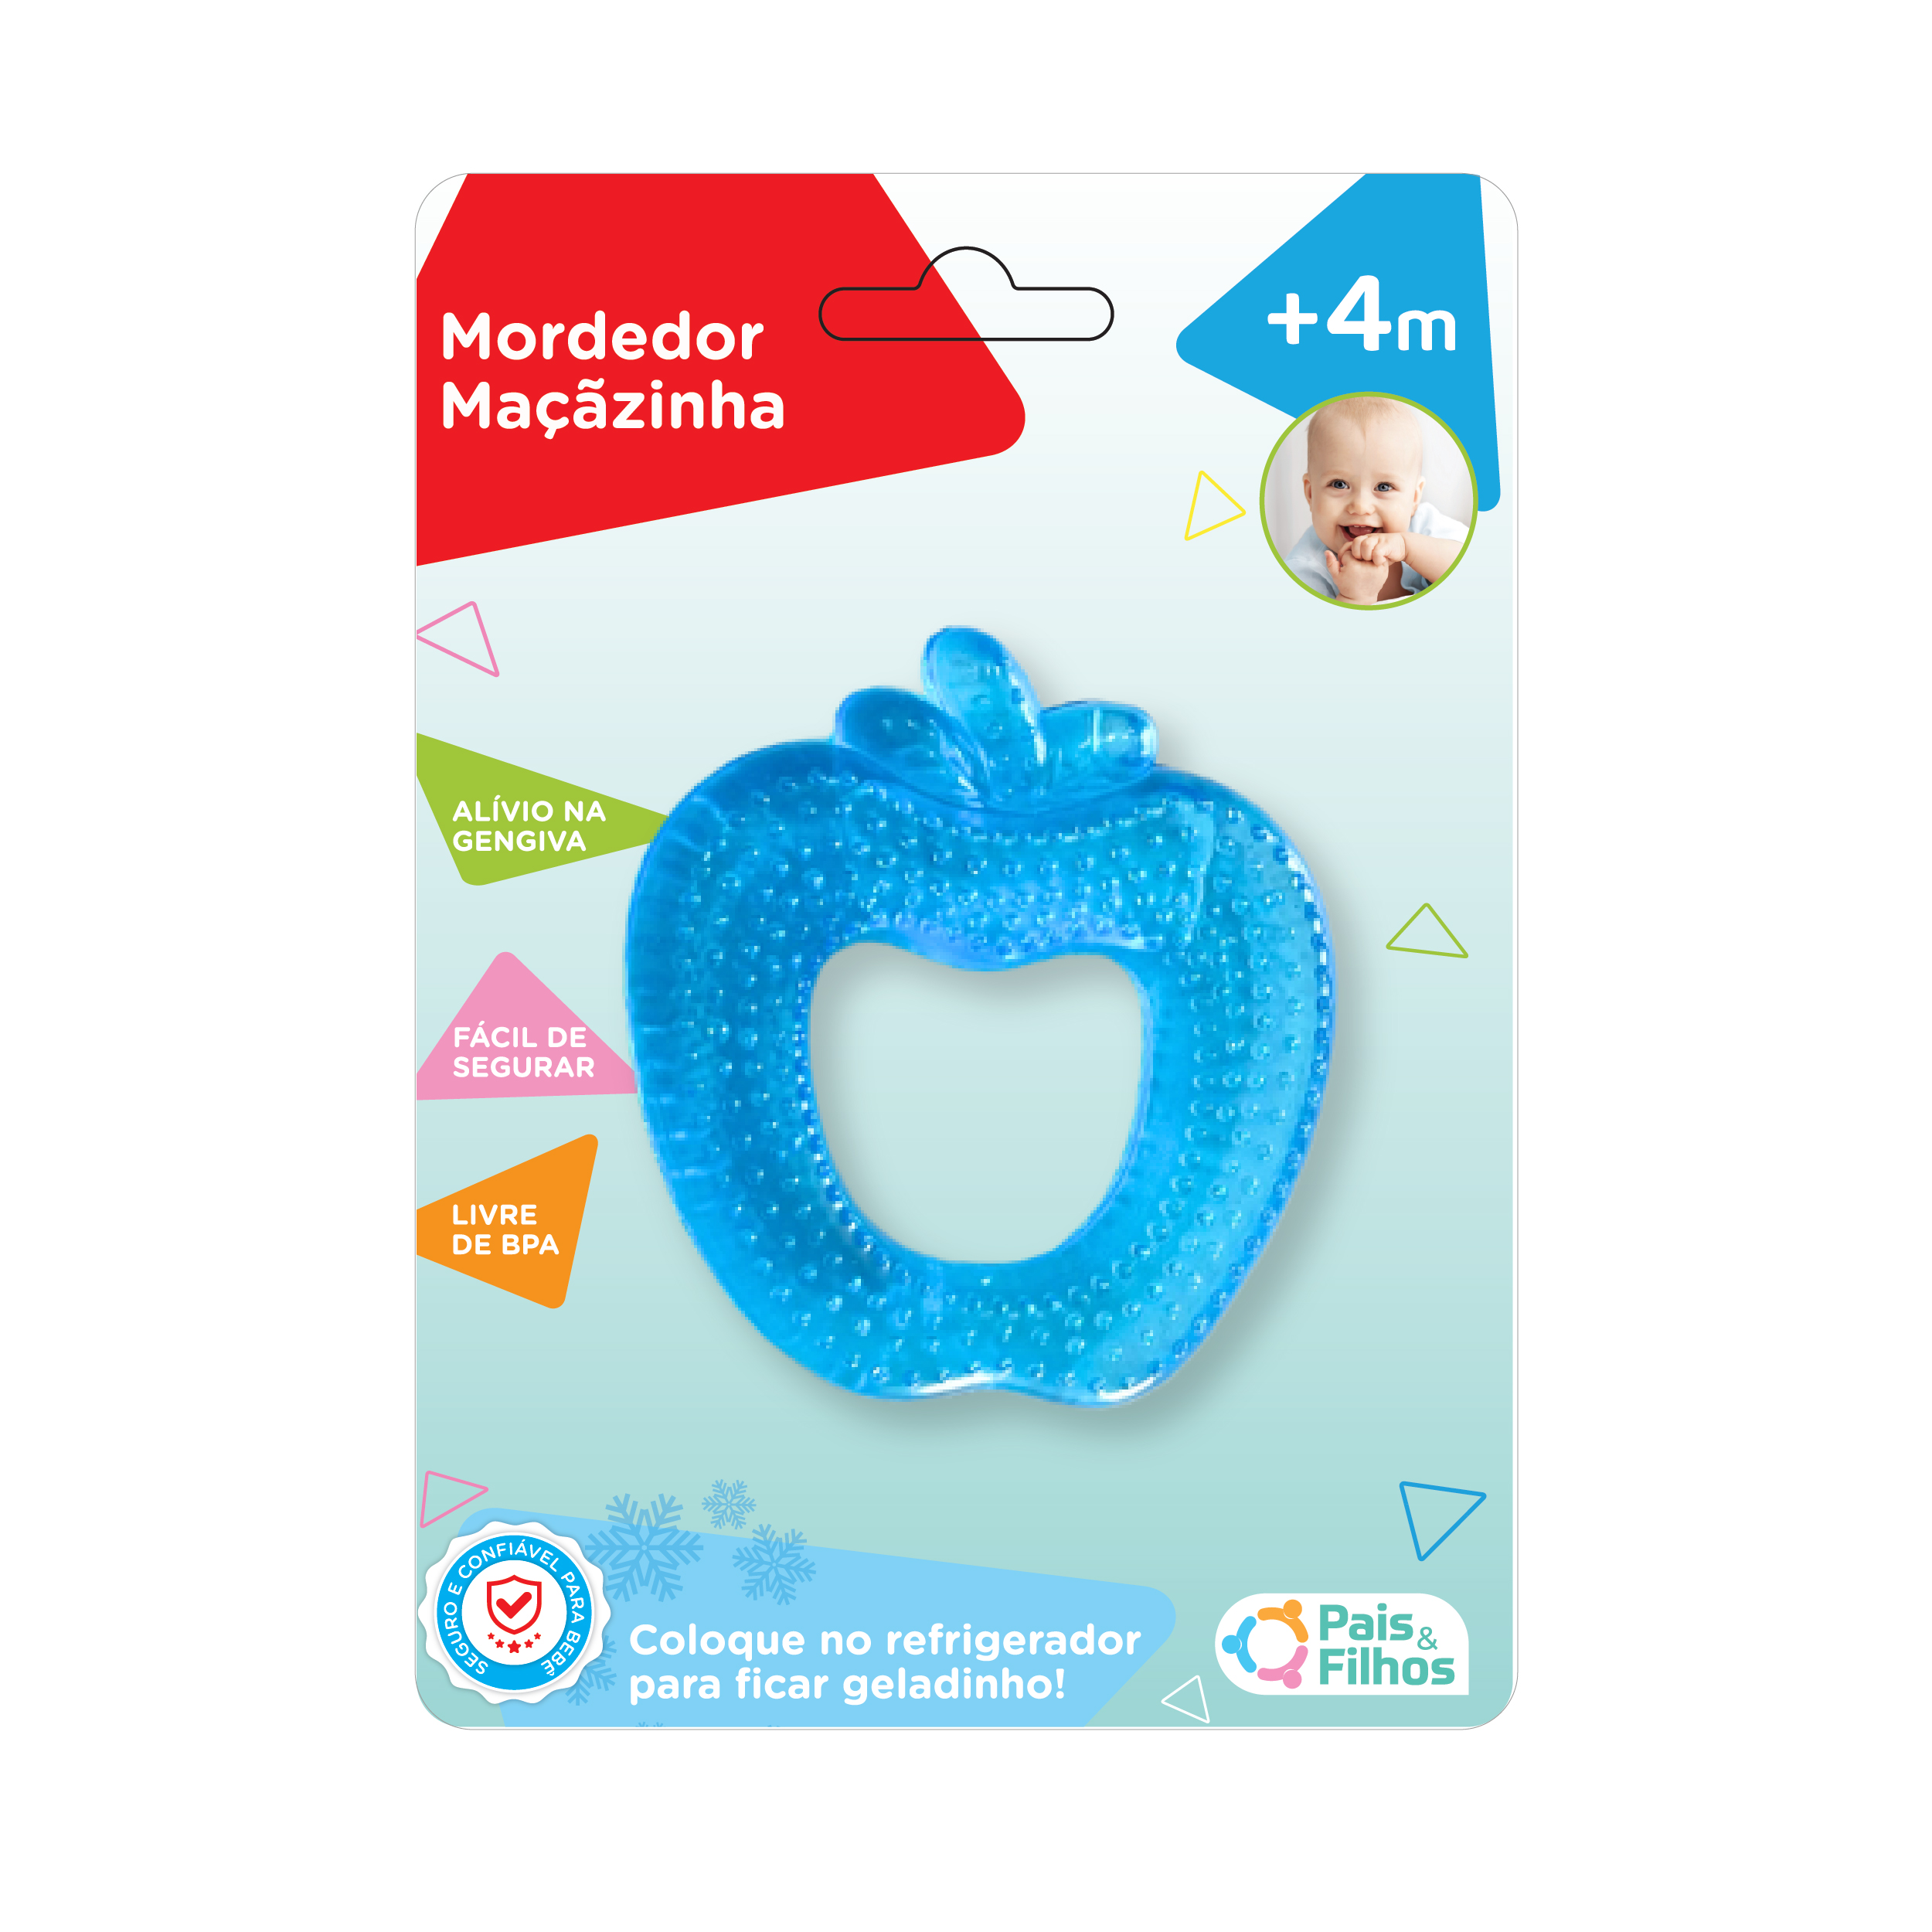 Mordedor
Maçãzinha
+4m
ALÍVIO NA
GENGIVA
FÁCIL DE
SEGURAR
LIVRE
DE BPA
SEGURO E CONFIÁVEL PARA BEBÊ
Coloque no refrigerador
para ficar geladinho!
Pais &
Filhos